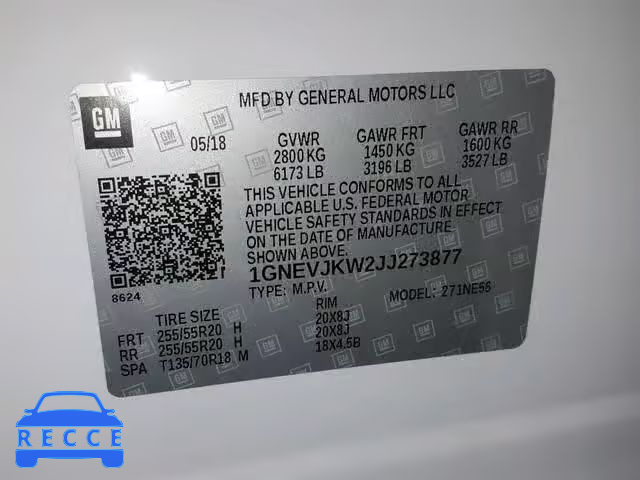 GM
MFD BY GENERAL MOTORS LLC
05/18 GVWR GAWR FRT GAWR RR
2800 KG 1450 KG 1600 KG
6173 LB 3196 LB 3527 LB
THIS VEHICLE CONFORMS TO ALL
APPLICABLE U.S. FEDERAL MOTOR
VEHICLE SAFETY STANDARDS IN EFFECT
ON THE DATE OF MANUFACTURE
SHOWN ABOVE.
1GNEVJKW2JJ273877
8624
TYPE: M.P.V. MODEL: 271NE56
TIRE SIZE RIM
FRT 255/55R20 H 20X8J
RR 255/55R20 H 20X8J
SPA T135/70R18 M 18X4.5B
RECCE